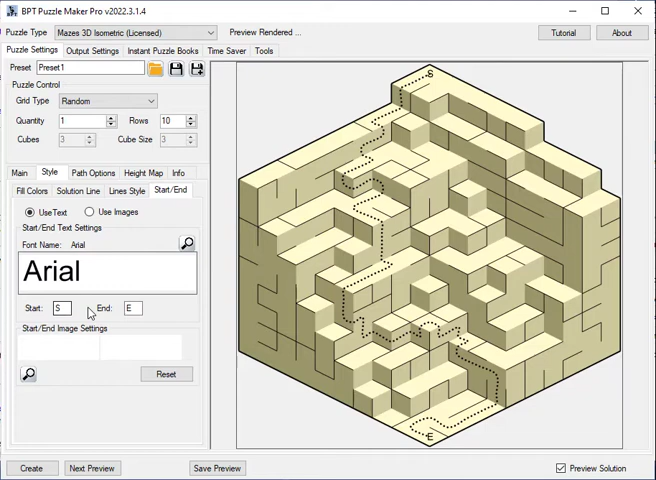 BPT Puzzle Maker Pro v2022.3.1.4
Puzzle Type Mazes 3D Isometric (Licensed) Preview Rendered ... Tutorial About
Puzzle Settings Output Settings Instant Puzzle Books Time Saver Tools
Preset Preset1
Puzzle Control
Grid Type Random
Quantity 1 Rows 10
Cubes 3 Cube Size 3
Main Style Path Options Height Map Info
Fill Colors Solution Line Lines Style Start/End
Use Text Use Images
Start/End Text Settings
Font Name: Arial
Arial
Start: S End: E
Start/End Image Settings
Reset
S
E
Create Next Preview Save Preview Preview Solution